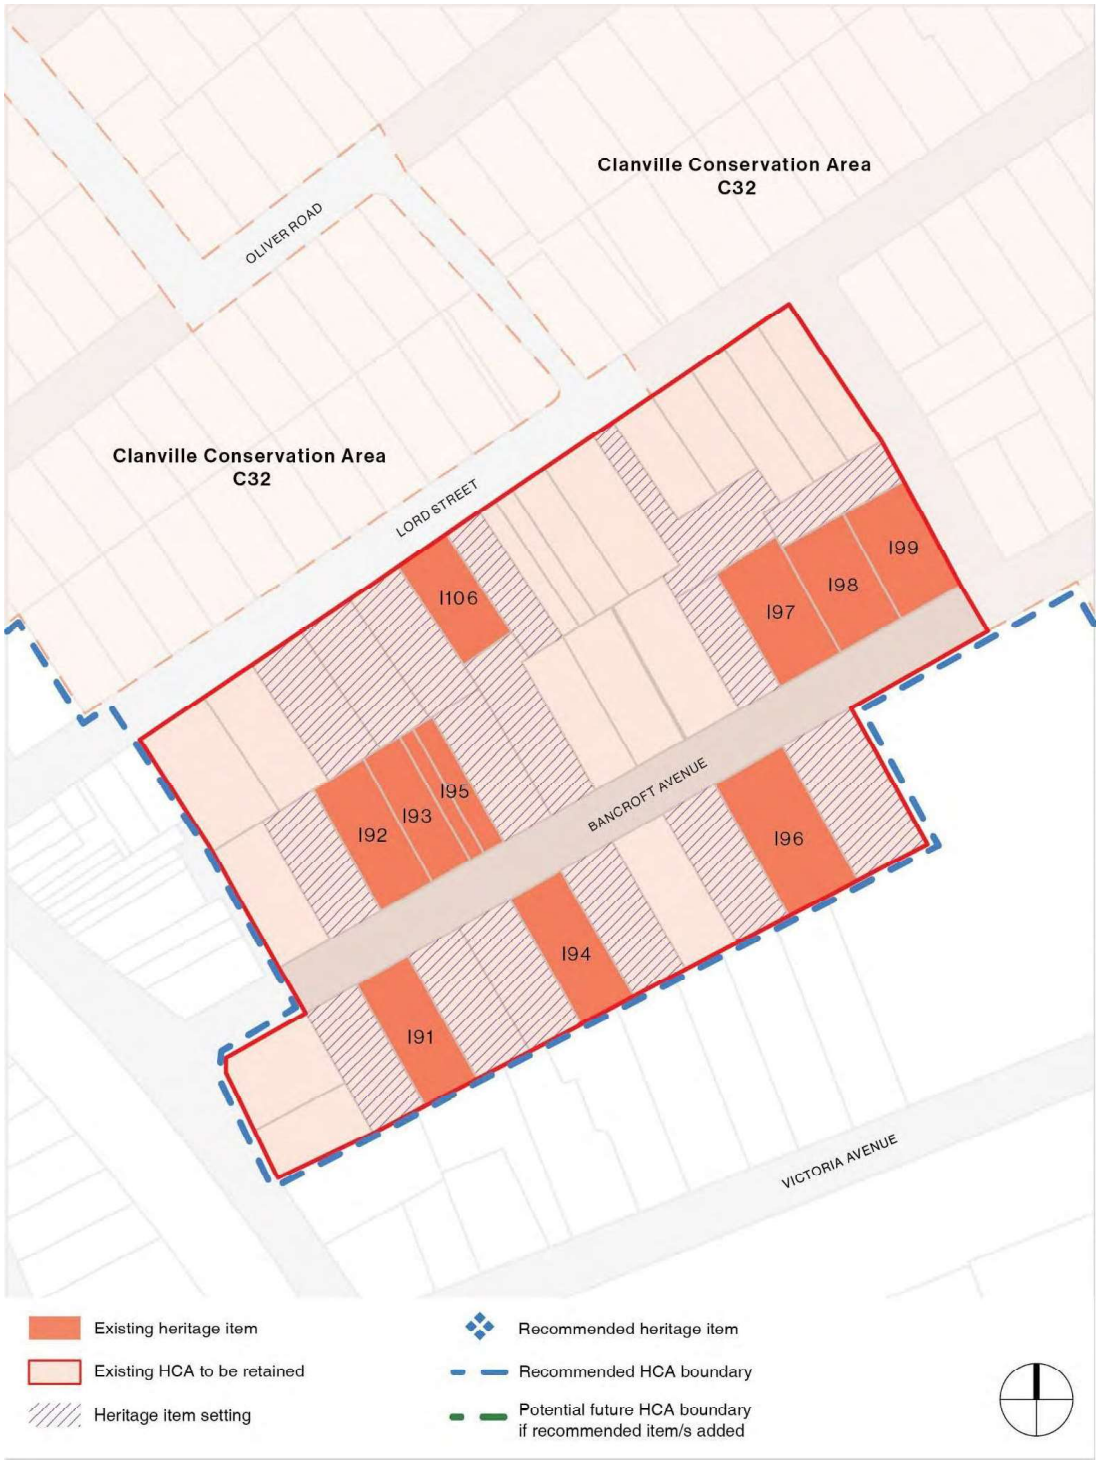 Clanville Conservation Area
C32
OLIVER ROAD
Clanville Conservation Area
C32
LORD STREET
I106
I99
I98
I97
I95
I93
I92
BANCROFT AVENUE
I96
I94
I91
VICTORIA AVENUE
Existing heritage item
Existing HCA to be retained
Heritage item setting
Recommended heritage item
Recommended HCA boundary
Potential future HCA boundary
if recommended item/s added